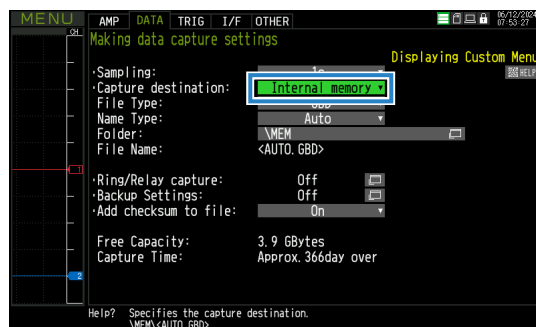 MENU
CH
AMP DATA TRIG I/F OTHER
06/12/2024
07:53:27
Making data capture settings
Displaying Custom Menu
HELP
·Sampling: 1s
·Capture destination: Internal memory
File Type: GBD
Name Type: Auto
Folder: \MEM
File Name: <AUTO.GBD>
1
·Ring/Relay capture: Off
·Backup Settings: Off
·Add checksum to file: On
Free Capacity: 3.9 GBytes
Capture Time: Approx.366day over
2
Help? Specifies the capture destination.
\MEM\<AUTO.GBD>